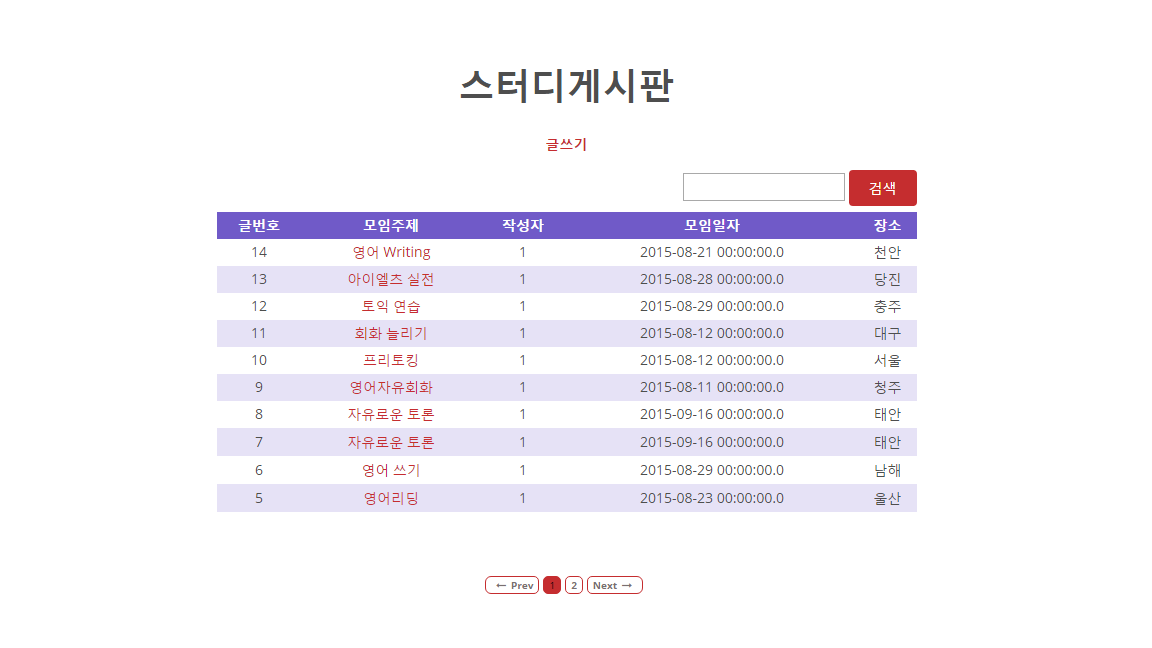 스터디게시판
글쓰기
검색
글번호 모임주제 작성자 모임일자 장소
14 영어 Writing 1 2015-08-21 00:00:00.0 천안
13 아이엘츠 실전 1 2015-08-28 00:00:00.0 당진
12 토익 연습 1 2015-08-29 00:00:00.0 충주
11 회화 늘리기 1 2015-08-12 00:00:00.0 대구
10 프리토킹 1 2015-08-12 00:00:00.0 서울
9 영어자유회화 1 2015-08-11 00:00:00.0 청주
8 자유로운 토론 1 2015-09-16 00:00:00.0 태안
7 자유로운 토론 1 2015-09-16 00:00:00.0 태안
6 영어 쓰기 1 2015-08-29 00:00:00.0 남해
5 영어리딩 1 2015-08-23 00:00:00.0 울산
← Prev 1 2 Next →